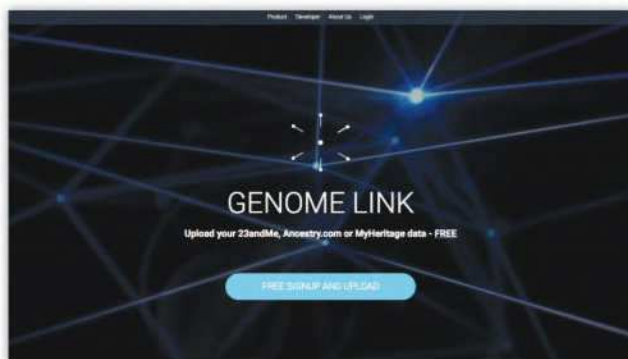 Product Developer About Us Login
GENOME LINK
Upload your 23andMe, Ancestry.com or MyHeritage data - FREE
FREE SIGNUP AND UPLOAD